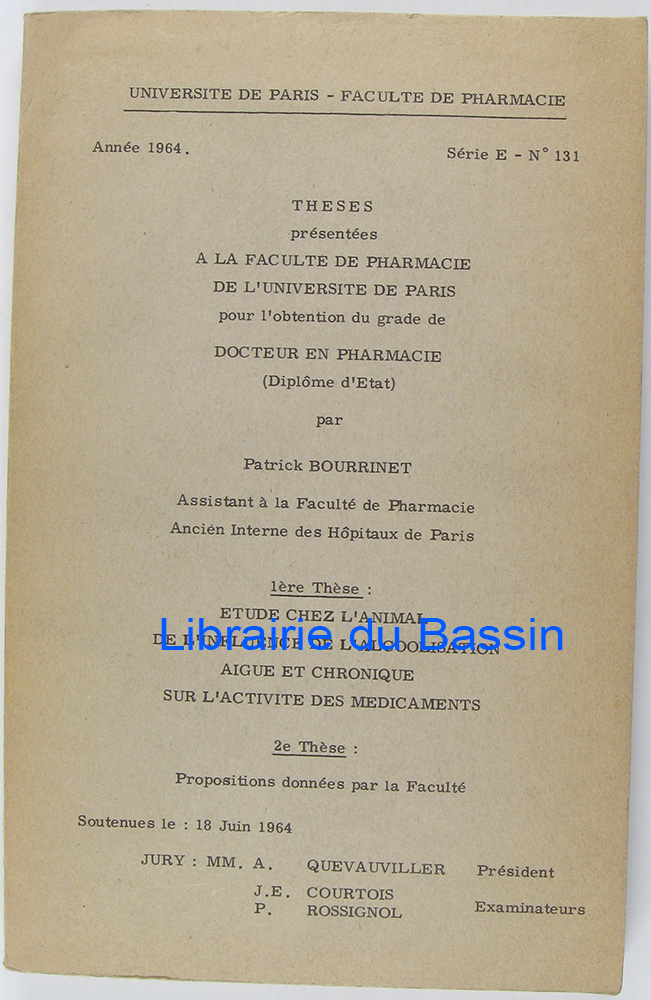 UNIVERSITE DE PARIS - FACULTE DE PHARMACIE
Année 1964.
Série E - N° 131
THESES
présentées
A LA FACULTE DE PHARMACIE
DE L'UNIVERSITE DE PARIS
pour l'obtention du grade de
DOCTEUR EN PHARMACIE
(Diplôme d'Etat)
par
Patrick BOURRINET
Assistant à la Faculté de Pharmacie
Ancien Interne des Hôpitaux de Paris
1ère Thèse :
ETUDE CHEZ L'ANIMAL
Librairie du Bassin
DE L'INFLUENCE DE L'ALCOOLISATION
AIGUE ET CHRONIQUE
SUR L'ACTIVITE DES MEDICAMENTS
2e Thèse :
Propositions données par la Faculté
Soutenues le : 18 Juin 1964
JURY : MM. A. QUEVAUVILLER Président
J.E. COURTOIS
P. ROSSIGNOL Examinateurs